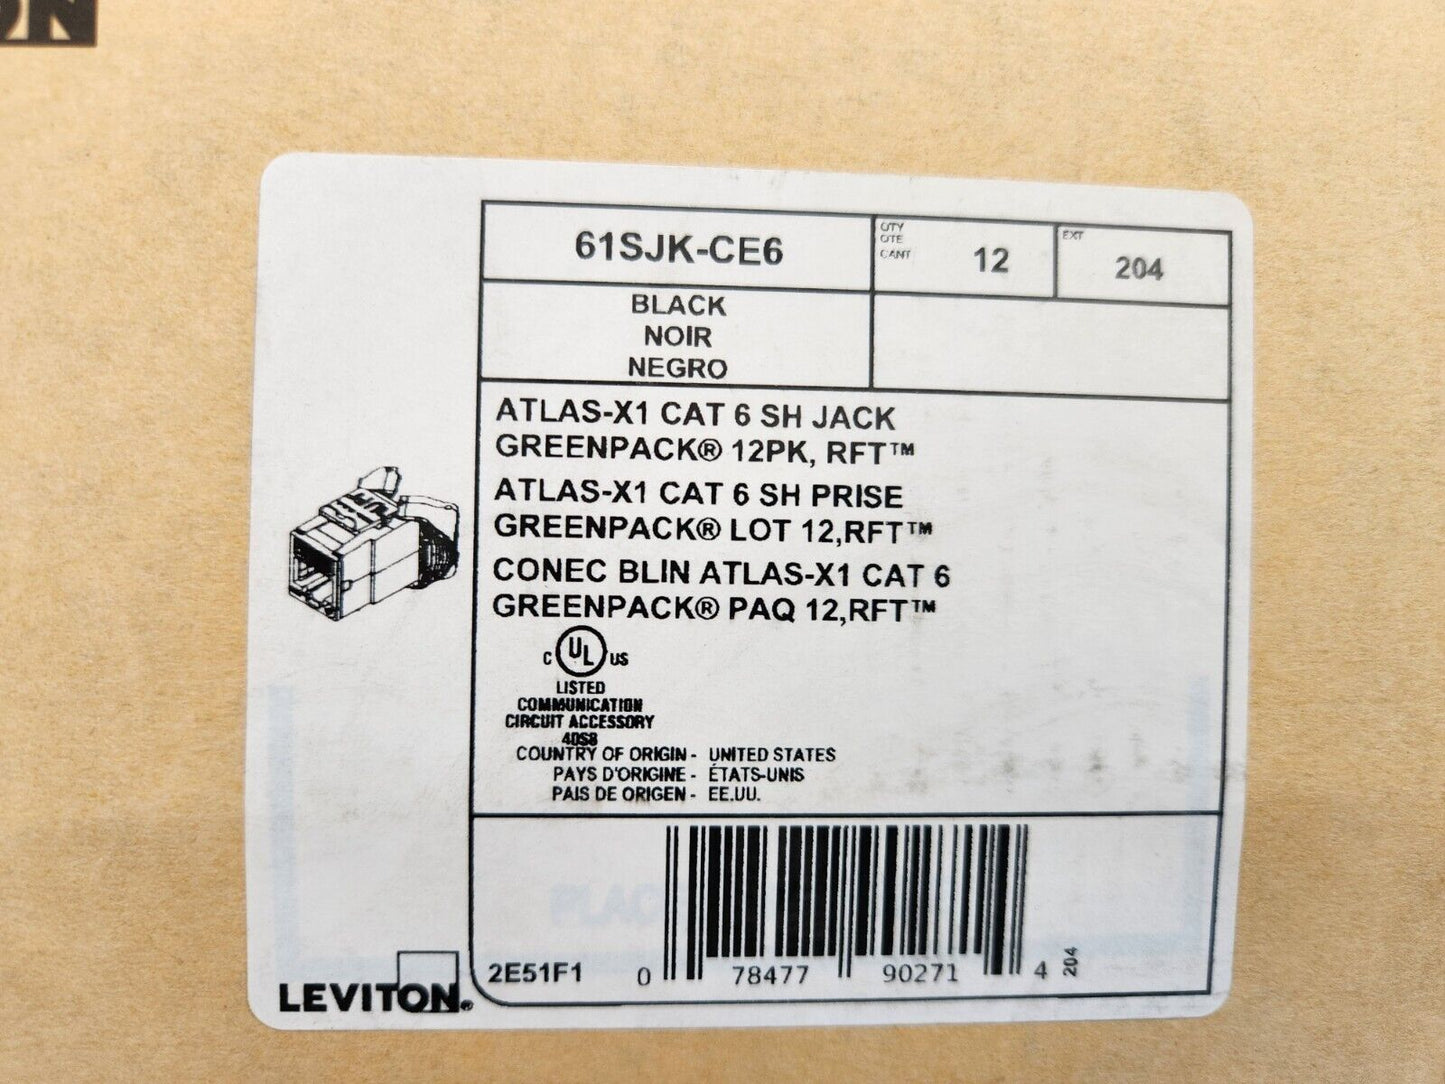 ON
61SJK-CE6
QTY
QTE
CANT
12
EXT
204
BLACK
NOIR
NEGRO
ATLAS-X1 CAT 6 SH JACK
GREENPACK® 12PK, RFT™
ATLAS-X1 CAT 6 SH PRISE
GREENPACK® LOT 12,RFT™
CONEC BLIN ATLAS-X1 CAT 6
GREENPACK® PAQ 12,RFT™
C UL US
LISTED
COMMUNICATION
CIRCUIT ACCESSORY
40S8
COUNTRY OF ORIGIN - UNITED STATES
PAYS D'ORIGINE - ÉTATS-UNIS
PAIS DE ORIGEN - EE.UU.
LEVITON®
2E51F1
0 78477 90271 4
204